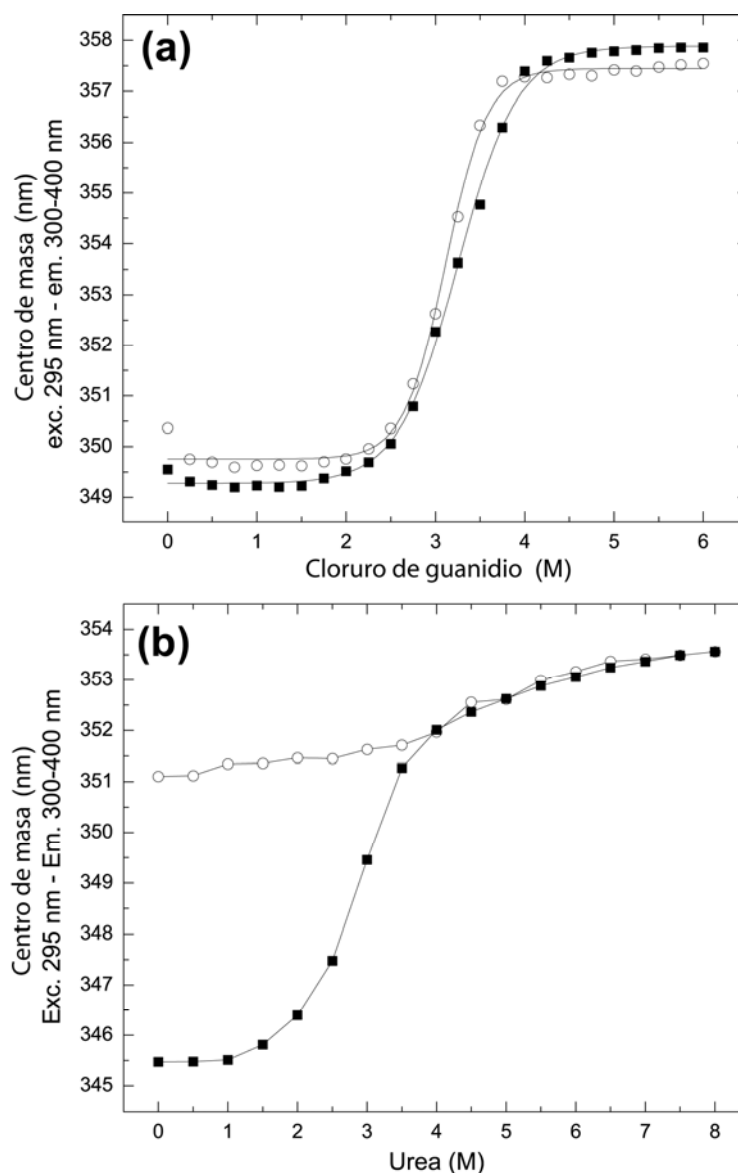 (a)
358
357
356
355
354
353
352
351
350
349
Centro de masa (nm)
exc. 295 nm - em. 300-400 nm
0 1 2 3 4 5 6
Cloruro de guanidio (M)
(b)
354
353
352
351
350
349
348
347
346
345
Centro de masa (nm)
Exc. 295 nm - Em. 300-400 nm
0 1 2 3 4 5 6 7 8
Urea (M)